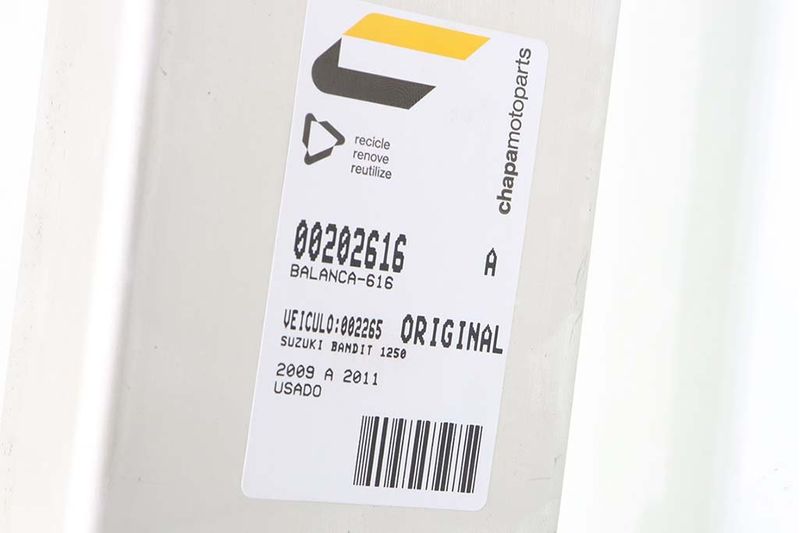 chapamotoparts
recicle
renove
reutilize
00202616 A
BALANCA-616
VEICULO:002265 ORIGINAL
SUZUKI BANDIT 1250
2009 A 2011
USADO